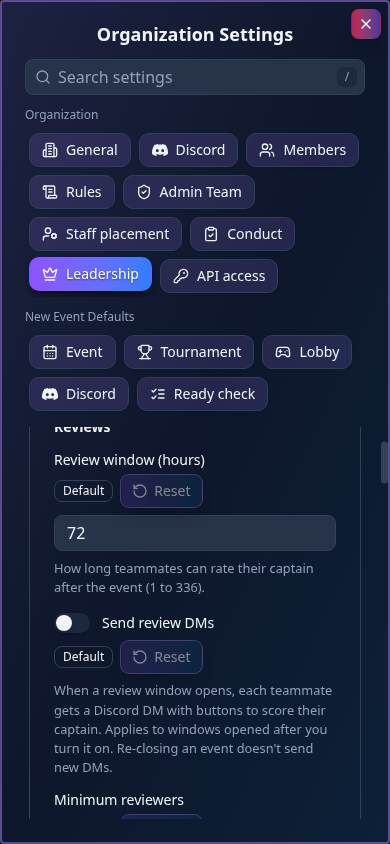 Organization Settings
Search settings /
Organization
General Discord Members
Rules Admin Team
Staff placement Conduct
Leadership API access
New Event Defaults
Event Tournament Lobby
Discord Ready check
Reviews
Review window (hours)
Default Reset
72
How long teammates can rate their captain
after the event (1 to 336).
Send review DMs
Default Reset
When a review window opens, each teammate
gets a Discord DM with buttons to score their
captain. Applies to windows opened after you
turn it on. Re-closing an event doesn't send
new DMs.
Minimum reviewers